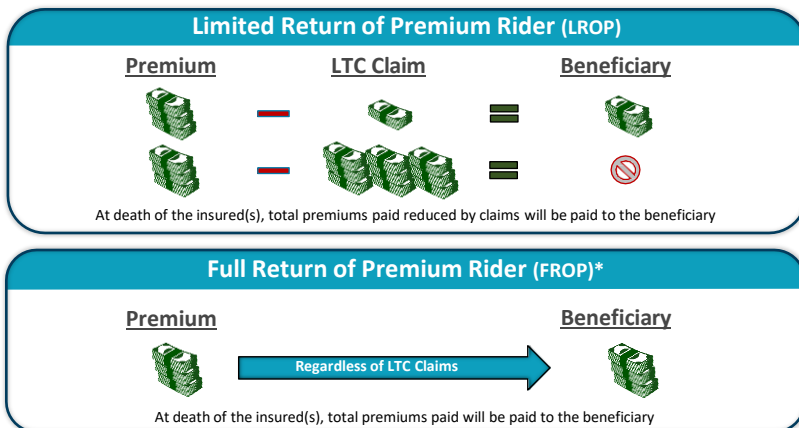 Limited Return of Premium Rider (LROP)
Premium LTC Claim Beneficiary
At death of the insured(s), total premiums paid reduced by claims will be paid to the beneficiary
Full Return of Premium Rider (FROP)*
Premium Beneficiary
Regardless of LTC Claims
At death of the insured(s), total premiums paid will be paid to the beneficiary